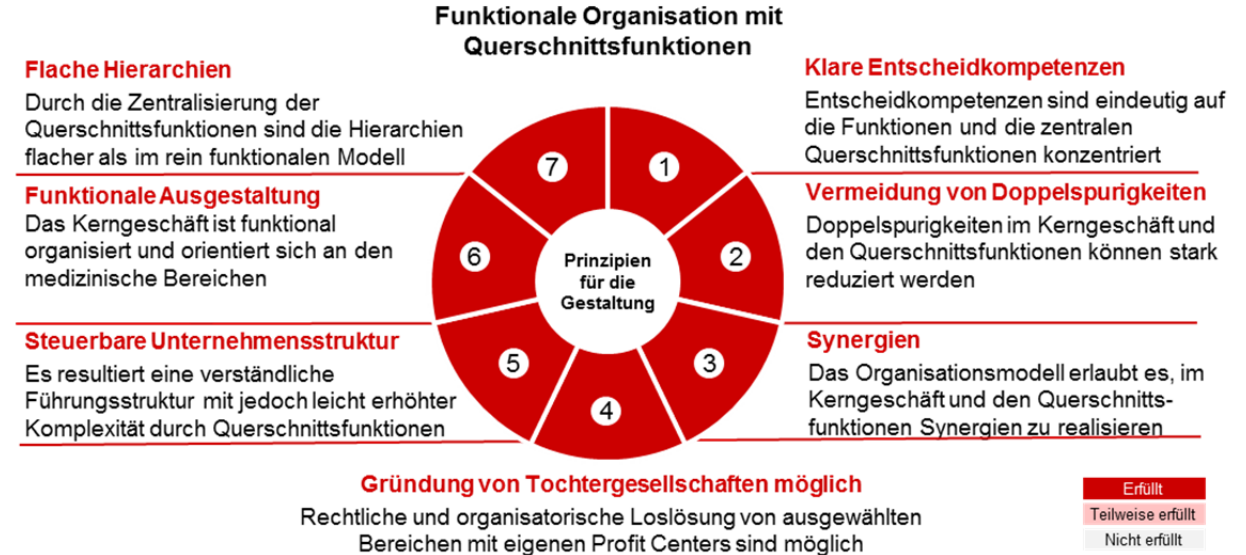 Funktionale Organisation mit
Querschnittsfunktionen
Flache Hierarchien
Durch die Zentralisierung der
Querschnittsfunktionen sind die Hierarchien
flacher als im rein funktionalen Modell
Funktionale Ausgestaltung
Das Kerngeschäft ist funktional
organisiert und orientiert sich an den
medizinische Bereichen
Steuerbare Unternehmensstruktur
Es resultiert eine verständliche
Führungsstruktur mit jedoch leicht erhöhter
Komplexität durch Querschnittsfunktionen
7
1
6
2
5
3
4
Prinzipien
für die
Gestaltung
Klare Entscheidkompetenzen
Entscheidkompetenzen sind eindeutig auf
die Funktionen und die zentralen
Querschnittsfunktionen konzentriert
Vermeidung von Doppelspurigkeiten
Doppelspurigkeiten im Kerngeschäft und
den Querschnittsfunktionen können stark
reduziert werden
Synergien
Das Organisationsmodell erlaubt es, im
Kerngeschäft und den Querschnitts-
funktionen Synergien zu realisieren
Gründung von Tochtergesellschaften möglich
Rechtliche und organisatorische Loslösung von ausgewählten
Bereichen mit eigenen Profit Centers sind möglich
Erfüllt
Teilweise erfüllt
Nicht erfüllt